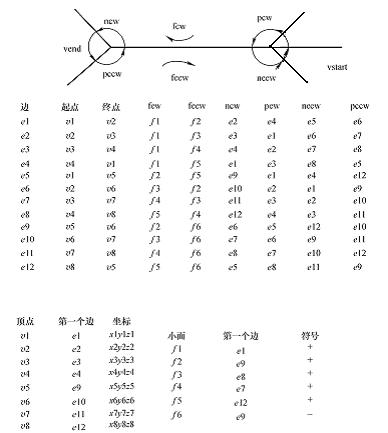 ncw fcw pcw
vend
pccw fccw nccw
vstart
边 起点 终点 fcw fccw ncw pcw nccw pccw
e1 v1 v2 f1 f2 e2 e4 e5 e6
e2 v2 v3 f1 f3 e3 e1 e6 e7
e3 v3 v4 f1 f4 e4 e2 e7 e8
e4 v4 v1 f1 f5 e1 e3 e8 e5
e5 v1 v5 f2 f5 e9 e1 e4 e12
e6 v2 v6 f3 f2 e10 e2 e1 e9
e7 v3 v7 f4 f3 e11 e3 e2 e10
e8 v4 v8 f5 f4 e12 e4 e3 e11
e9 v5 v6 f2 f6 e6 e5 e12 e10
e10 v6 v7 f3 f6 e7 e6 e9 e11
e11 v7 v8 f4 f6 e8 e7 e10 e12
e12 v8 v5 f5 f6 e5 e8 e11 e9
顶点 第一个边 坐标
v1 e1 x1y1z1 小面 第一个边 符号
v2 e2 x2y2z2 f1 e1 +
v3 e3 x3y3z3 f2 e9 +
v4 e4 x4y4z4 f3 e8 +
v5 e9 x5y5z5 f4 e7 +
v6 e10 x6y6z6 f5 e12 +
v7 e11 x7y7z7 f6 e9 −
v8 e12 x8y8z8